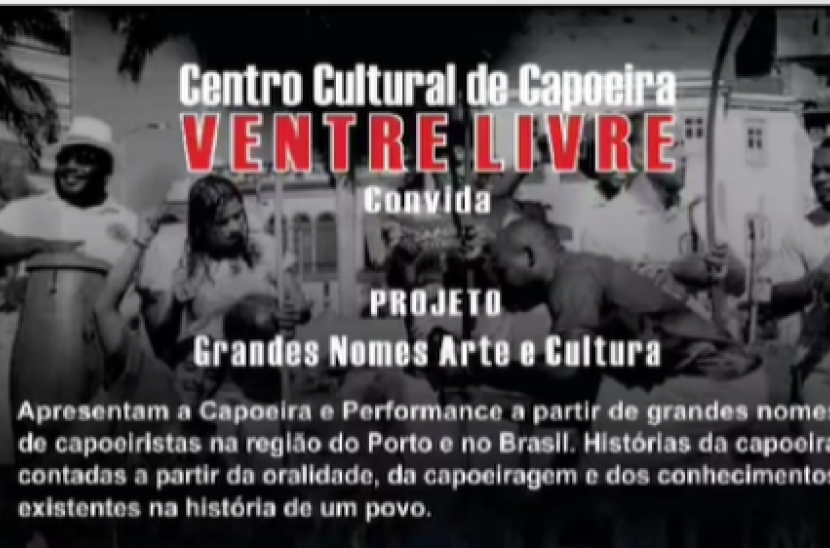 Centro Cultural de Capoeira
VENTRE LIVRE
Convida
PROJETO
Grandes Nomes Arte e Cultura
Apresentam a Capoeira e Performance a partir de grandes nomes
de capoeiristas na região do Porto e no Brasil. Histórias da capoeira
contadas a partir da oralidade, da capoeiragem e dos conhecimentos
existentes na história de um povo.